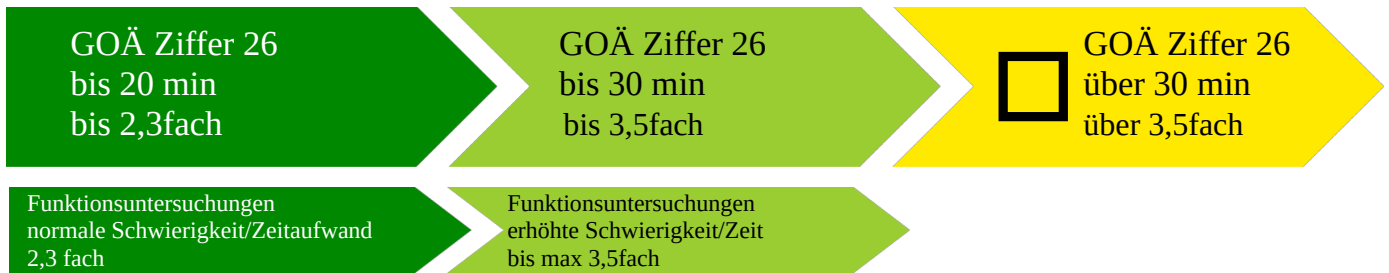 GOÄ Ziffer 26
bis 20 min
bis 2,3fach
GOÄ Ziffer 26
bis 30 min
bis 3,5fach
GOÄ Ziffer 26
über 30 min
über 3,5fach
Funktionsuntersuchungen
normale Schwierigkeit/Zeitaufwand
2,3 fach
Funktionsuntersuchungen
erhöhte Schwierigkeit/Zeit
bis max 3,5fach